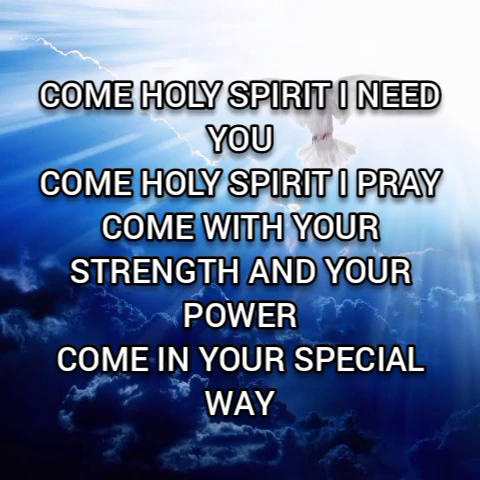 COME HOLY SPIRIT I NEED
YOU
COME HOLY SPIRIT I PRAY
COME WITH YOUR
STRENGTH AND YOUR
POWER
COME IN YOUR SPECIAL
WAY